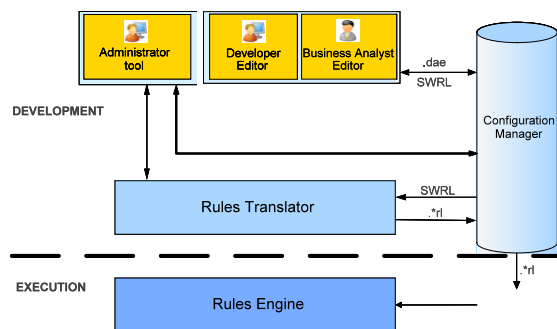 Administrator
tool
Developer
Editor
Business Analyst
Editor
.dae
SWRL
DEVELOPMENT
Configuration
Manager
Rules Translator
SWRL
.*rl
.*rl
EXECUTION
Rules Engine